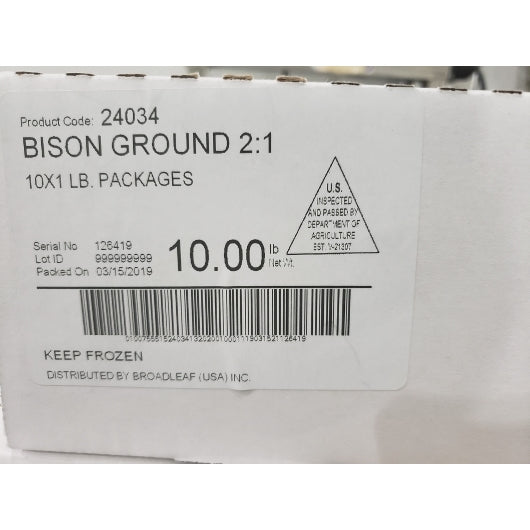 Product Code: 24034
BISON GROUND 2:1
10X1 LB. PACKAGES
U.S.
INSPECTED
AND PASSED BY
DEPARTMENT OF
AGRICULTURE
EST. V-21307
Serial No 126419
Lot ID 999999999
Packed On 03/15/2019
10.00 lb
Net Wt.
KEEP FROZEN
DISTRIBUTED BY BROADLEAF (USA) INC.